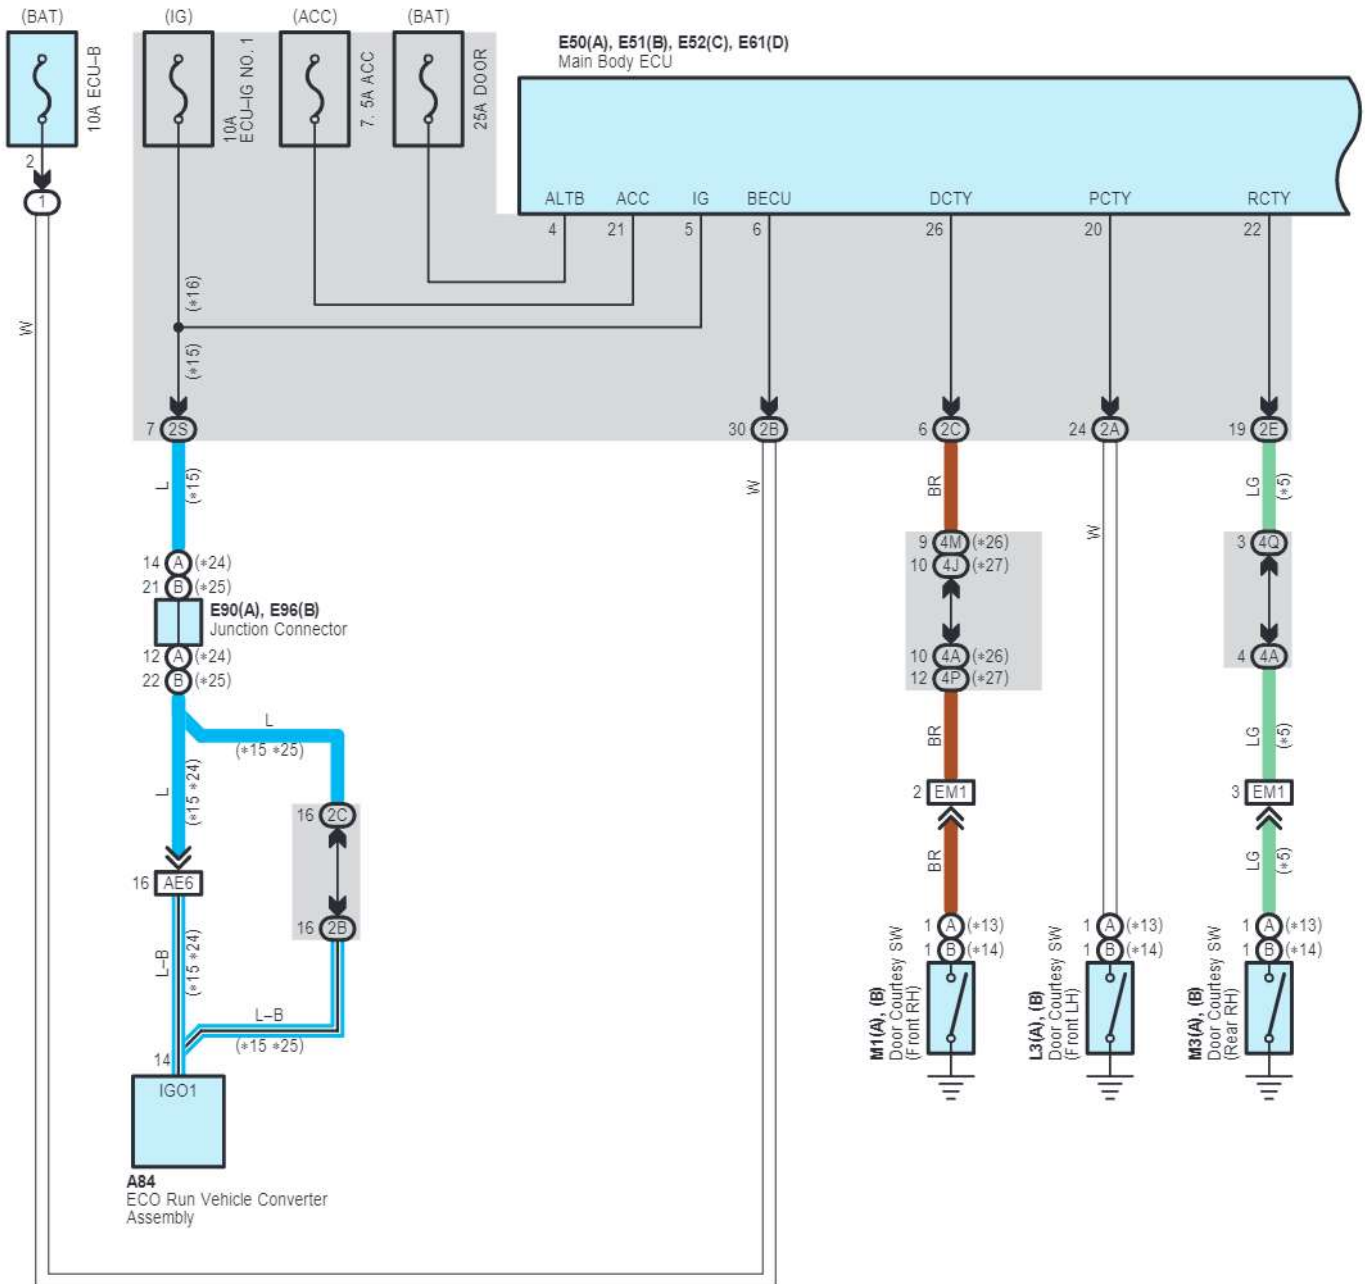 (BAT)
(IG)
(ACC)
(BAT)
10A ECU–B
10A
ECU–IG NO. 1
7. 5A ACC
25A DOOR
E50(A), E51(B), E52(C), E61(D)
Main Body ECU
2
1
ALTB
ACC
IG
BECU
DCTY
PCTY
RCTY
4
21
5
6
26
20
22
(∗16)
(∗15)
W
7 2S
30 2B
6 2C
24 2A
19 2E
L
(∗15)
W
BR
W
LG
(∗5)
14 A (∗24)
21 B (∗25)
E90(A), E96(B)
Junction Connector
12 A (∗24)
22 B (∗25)
9 4M (∗26)
10 4J (∗27)
10 4A (∗26)
12 4P (∗27)
3 4Q
4 4A
L
(∗15 ∗25)
L
(∗15 ∗24)
BR
LG
(∗5)
16 2C
2 EM1
3 EM1
16 AE6
BR
LG
(∗5)
16 2B
L–B
(∗15 ∗24)
L–B
(∗15 ∗25)
1 A (∗13)
1 B (∗14)
1 A (∗13)
1 B (∗14)
1 A (∗13)
1 B (∗14)
M1(A), (B)
Door Courtesy SW
(Front RH)
L3(A), (B)
Door Courtesy SW
(Front LH)
M3(A), (B)
Door Courtesy SW
(Rear RH)
14
IGO1
A84
ECO Run Vehicle Converter
Assembly